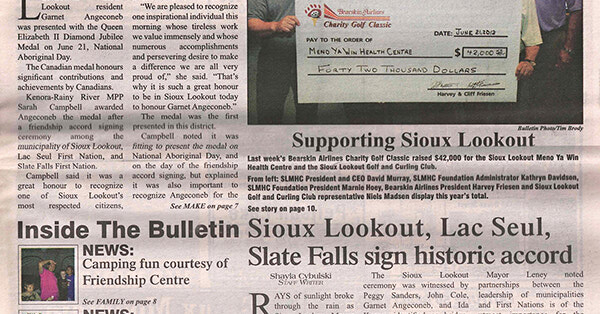 Lookout resident
Garnet Angeconeb
was presented with the Queen
Elizabeth II Diamond Jubilee
Medal on June 21, National
Aboriginal Day.
The Canadian medal honours
significant contributions and
achievements by Canadians.
Kenora-Rainy River MPP
Sarah Campbell awarded
Angeconeb the medal after
a friendship accord signing
ceremony among the
municipality of Sioux Lookout,
Lac Seul First Nation, and
Slate Falls First Nation.
Campbell said it was a
great honour to recognize
one of Sioux Lookout's
most respected citizens,
"We are pleased to recognize
one inspirational individual this
morning whose tireless work
we value immensely and whose
numerous accomplishments
and persevering desire to make
a difference we are all very
proud of," she said. "That's
why it is such a great honour
to be in Sioux Lookout today
to honour Garnet Angeconeb.
The medal was the first
presented in this district.
Campbell noted it was
fitting to present the medal on
National Aboriginal Day, and
on the day of the friendship
accord signing, but explained
it was also important to
recognize Angeconeb for the
See MAKE on page 7
Bearskin Airlines
Charity Golf Classic
DATE: June 21, 2012
PAY TO THE ORDER OF
Meno Ya Win Health Centre
$ 42,000
Forty Two Thousand DOLLARS
Harvey & Cliff Friesen
Bulletin Photo/Tim Brody
Supporting Sioux Lookout
Last week's Bearskin Airlines Charity Golf Classic raised $42,000 for the Sioux Lookout Meno Ya Win
Health Centre and the Sioux Lookout Golf and Curling Club.
From left: SLMHC President and CEO David Murray, SLMHC Foundation Administrator Kathryn Davidson,
SLMHC Foundation President Marnie Hoey, Bearskin Airlines President Harvey Friesen and Sioux Lookout
Golf and Curling Club representative Niels Madsen display this year's total.
See story on page 10.
Inside The Bulletin
NEWS:
Camping fun courtesy of
Friendship Centre
See FAMILY on page 8
NEWS:
Sioux Lookout, Lac Seul,
Slate Falls sign historic accord
Shayla Cybulski
STAFF WRITER
RAYS of sunlight broke
through the rain as
The Sioux Lookout
ceremony was witnessed by
Peggy Sanders, John Cole,
Garnet Angeconeb, and Ida
Mayor Leney noted
partnerships between the
leadership of municipalities
and First Nations is of the